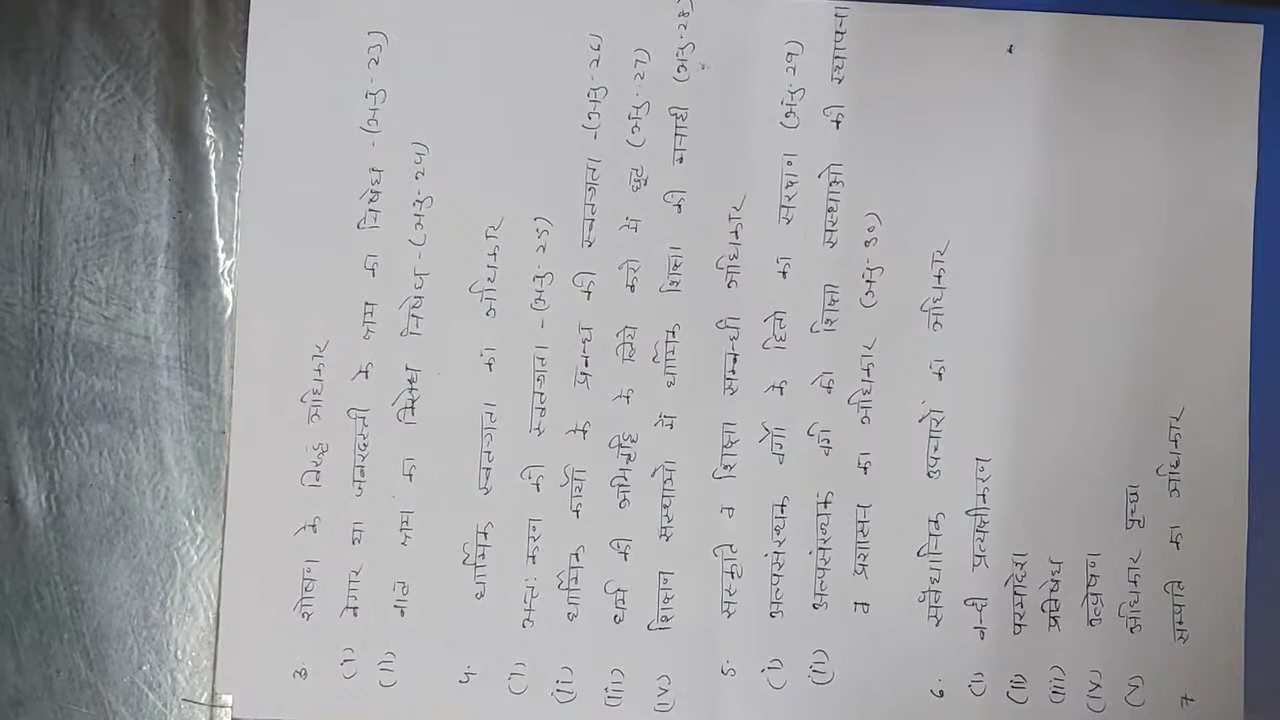 3. शोषण के विरूद्ध अधिकार
(i) बेगार या जबरदस्ती के श्रम का निषेध - (अनु. 23)
(ii) बाल श्रम का निषेध निषेध - (अनु. 24)
4. धार्मिक स्वतन्त्रता का अधिकार
(i) अन्तः करण की स्वतन्त्रता - (अनु. 25)
(ii) धार्मिक कार्यो के प्रबन्ध की स्वतन्त्रता - (अनु. 26)
(iii) धर्म की अभिवृद्धि के लिये करो में छूट (अनु. 27)
(iv) शिक्षण संस्थाओ में धार्मिक शिक्षा की मनाही (अनु. 28)
5. संस्कृति व शिक्षा सम्बन्धी अधिकार
(i) अल्पसंख्यक वर्गो के हितो का संरक्षण (अनु. 29)
(ii) अल्पसंख्यक वर्गो को शिक्षा संस्थाओ की स्थापना
व प्रशासन का अधिकार (अनु. 30)
6. संवैधानिक उपचारों का अधिकार
(i) बन्दी प्रत्यक्षीकरण
(ii) परमादेश
(iii) प्रतिषेध
(iv) उत्प्रेषण
(v) अधिकार पृच्छा
7 सम्पत्ति का अधिकार